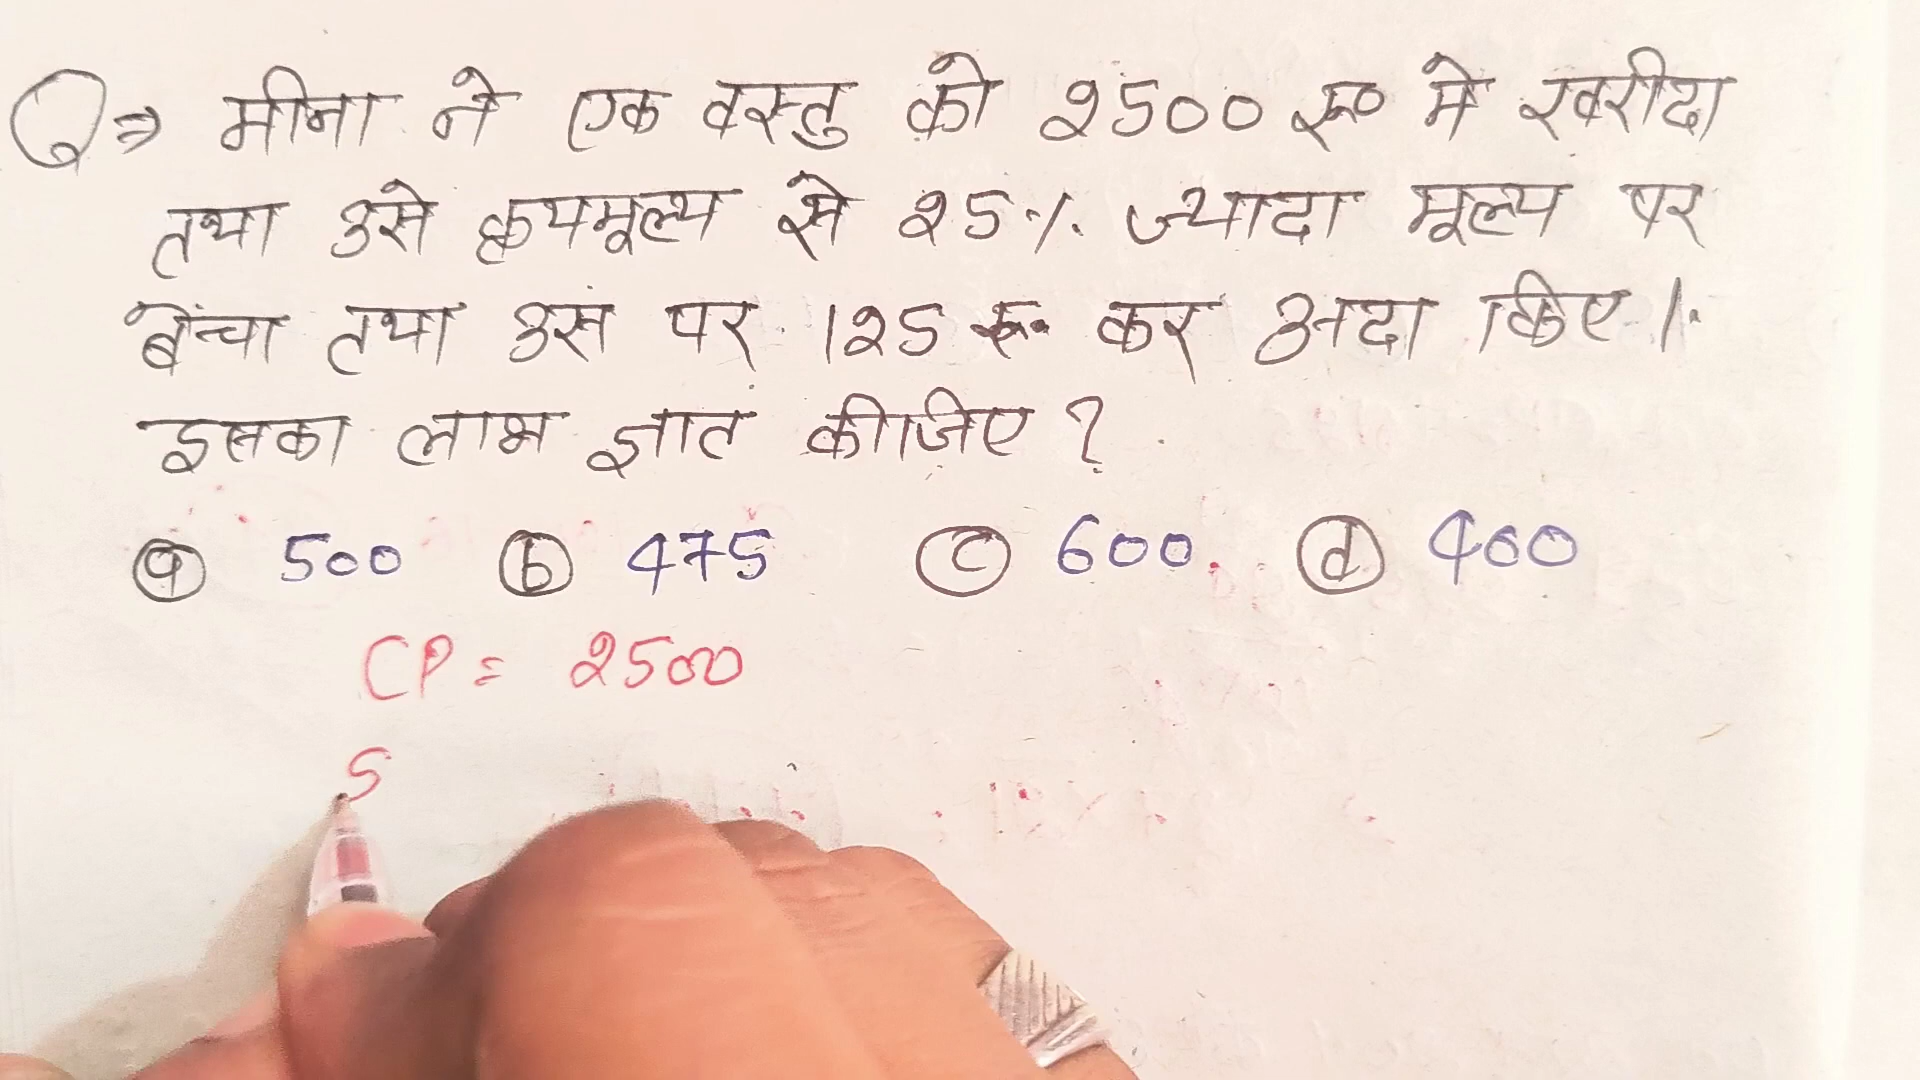 Q⇒ मीना ने एक वस्तु को 2500 रू० मे खरीदा
तथा उसे क्रयमूल्य से 25% ज्यादा मूल्य पर
बेंचा तथा उस पर 125 रू० कर अदा किए।
इसका लाभ ज्ञात कीजिए?
ⓐ 500 ⓑ 475 ⓒ 600. ⓓ 400
CP = 2500
S